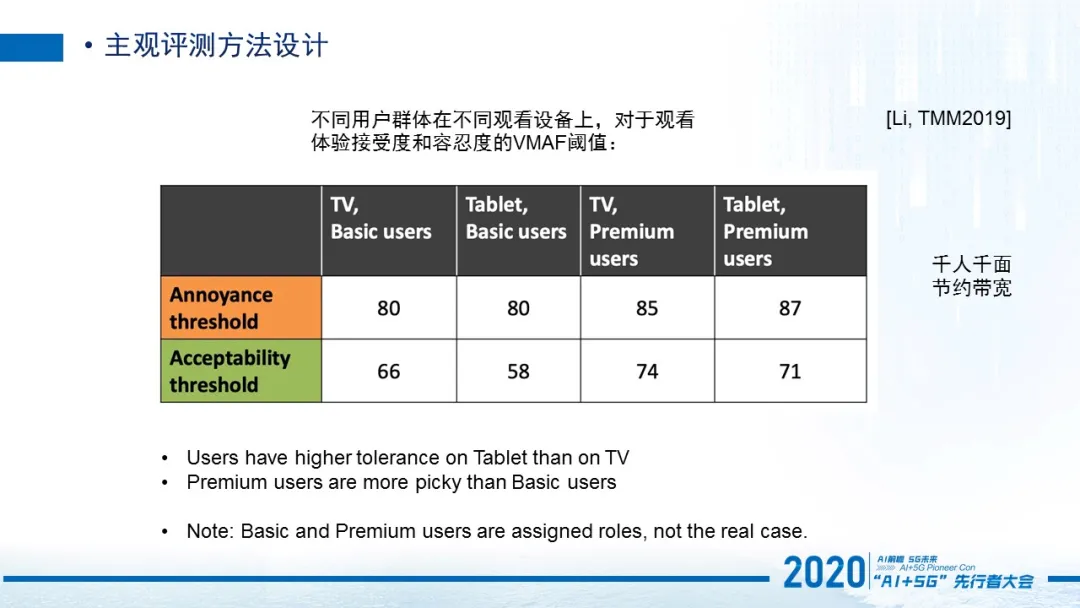 • 主观评测方法设计
不同用户群体在不同观看设备上，对于观看
体验接受度和容忍度的VMAF阈值：
[Li, TMM2019]
TV,
Basic users
Tablet,
Basic users
TV,
Premium
users
Tablet,
Premium
users
Annoyance
threshold
80
80
85
87
Acceptability
threshold
66
58
74
71
千人千面
节约带宽
• Users have higher tolerance on Tablet than on TV
• Premium users are more picky than Basic users
• Note: Basic and Premium users are assigned roles, not the real case.
2020
AI解瞰 5G未来
AI+5G Pioneer Con
“AI+5G” 先行者大会